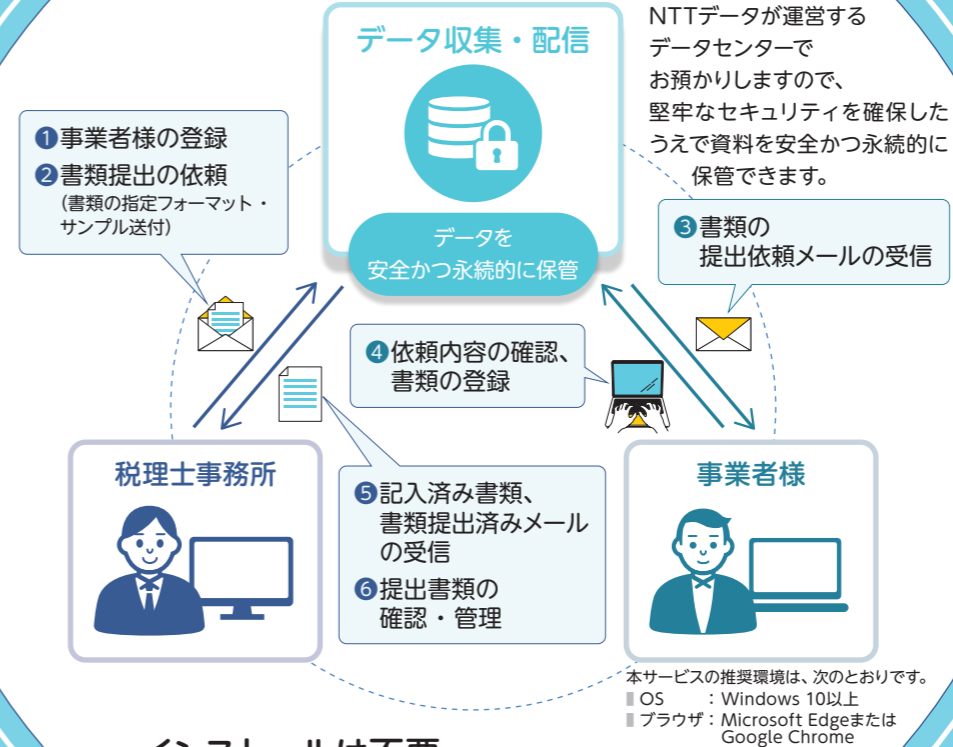 データ収集・配信
NTTデータが運営する
データセンターで
お預かりしますので、
堅牢なセキュリティを確保した
うえで資料を安全かつ永続的に
保管できます。
データを
安全かつ永続的に保管
❶事業者様の登録
❷書類提出の依頼
(書類の指定フォーマット・
サンプル送付)
❸書類の
提出依頼メールの受信
❹依頼内容の確認、
書類の登録
税理士事務所
❺記入済み書類、
書類提出済みメール
の受信
❻提出書類の
確認・管理
事業者様
本サービスの推奨環境は、次のとおりです。
OS : Windows 10以上
ブラウザ：Microsoft Edgeまたは
Google Chrome
インストールは不要